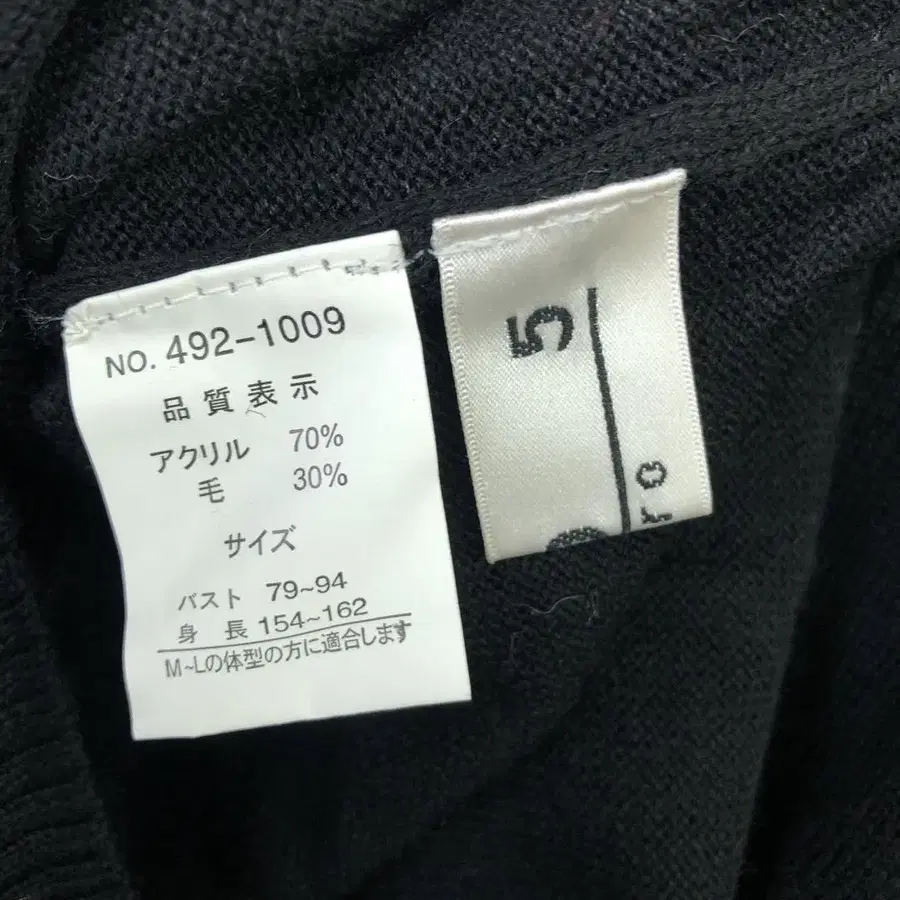 NO. 492-1009
品質表示
アクリル 70%
毛 30%
サイズ
バスト 79~94
身長 154~162
M~Lの体型の方に適合します
5